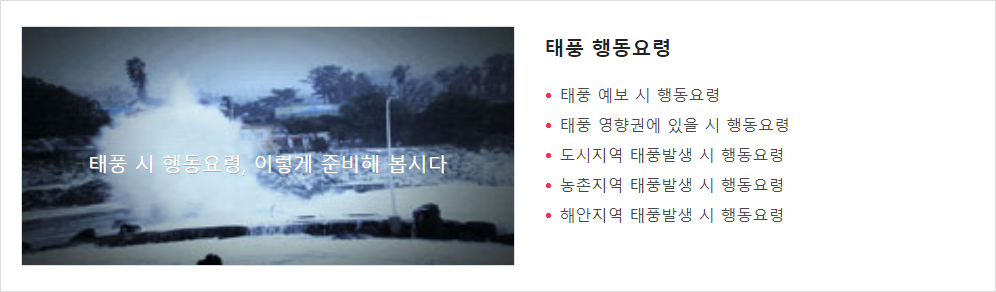 태풍 시 행동요령, 이렇게 준비해 봅시다
태풍 행동요령
태풍 예보 시 행동요령
태풍 영향권에 있을 시 행동요령
도시지역 태풍발생 시 행동요령
농촌지역 태풍발생 시 행동요령
해안지역 태풍발생 시 행동요령